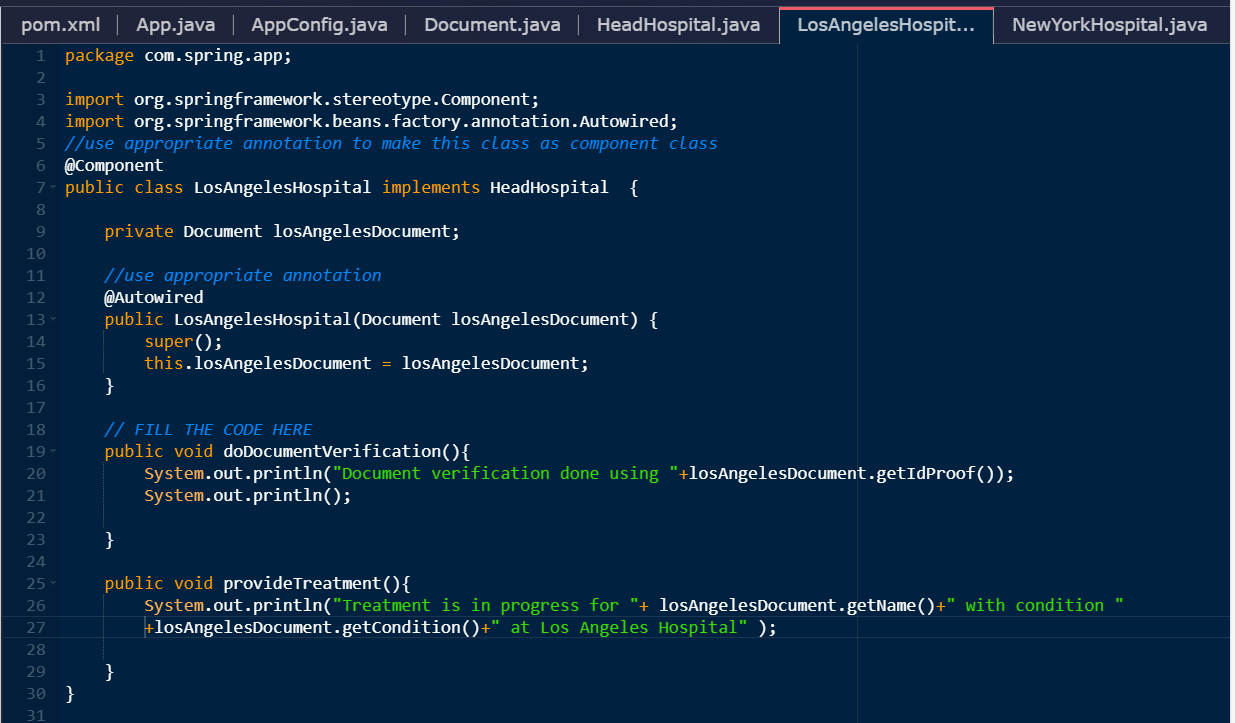 pom.xml App.java AppConfig.java Document.java HeadHospital.java LosAngelesHospit... NewYorkHospital.java
1 package com.spring.app;
2
3 import org.springframework.stereotype.Component;
4 import org.springframework.beans.factory.annotation.Autowired;
5 //use appropriate annotation to make this class as component class
6 @Component
7 public class LosAngelesHospital implements HeadHospital  {
8
9     private Document losAngelesDocument;
10
11     //use appropriate annotation
12     @Autowired
13     public LosAngelesHospital(Document losAngelesDocument) {
14         super();
15         this.losAngelesDocument = losAngelesDocument;
16     }
17
18     // FILL THE CODE HERE
19     public void doDocumentVerification(){
20         System.out.println("Document verification done using "+losAngelesDocument.getIdProof());
21         System.out.println();
22
23     }
24
25     public void provideTreatment(){
26         System.out.println("Treatment is in progress for "+ losAngelesDocument.getName()+" with condition "
27         +losAngelesDocument.getCondition()+" at Los Angeles Hospital" );
28
29     }
30 }
31